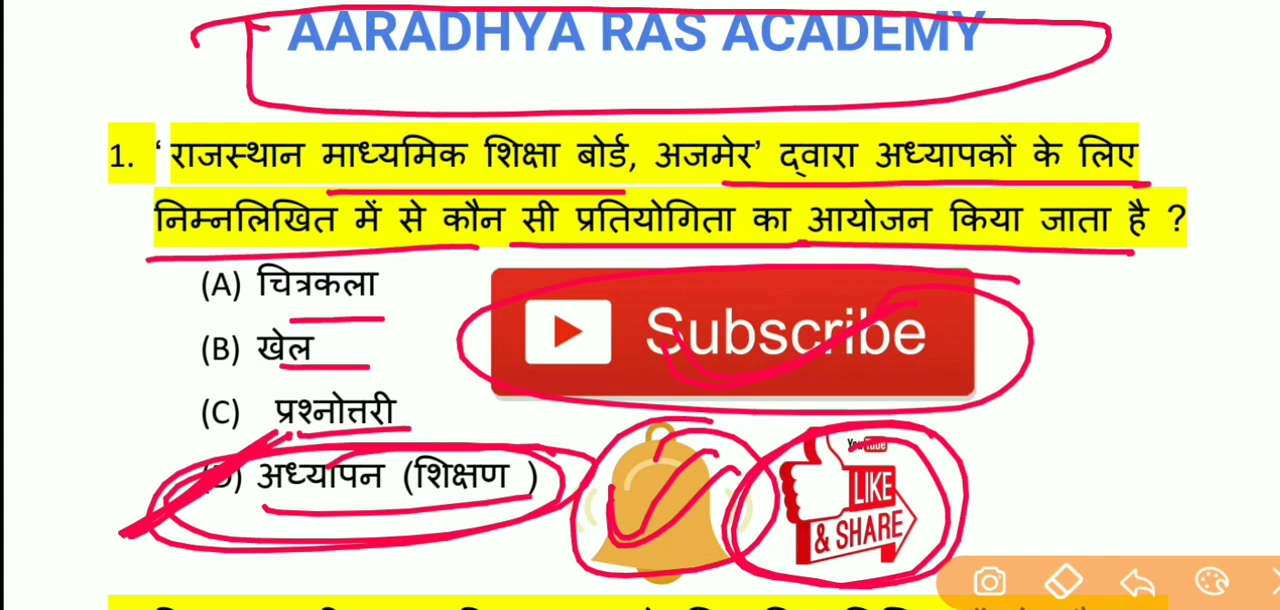 AARADHYA RAS ACADEMY
1. ‘राजस्थान माध्यमिक शिक्षा बोर्ड, अजमेर’ द्वारा अध्यापकों के लिए
निम्नलिखित में से कौन सी प्रतियोगिता का आयोजन किया जाता है ?
(A) चित्रकला
(B) खेल
Subscribe
(C) प्रश्नोत्तरी
(D) अध्यापन (शिक्षण )
YouTube
LIKE
& SHARE